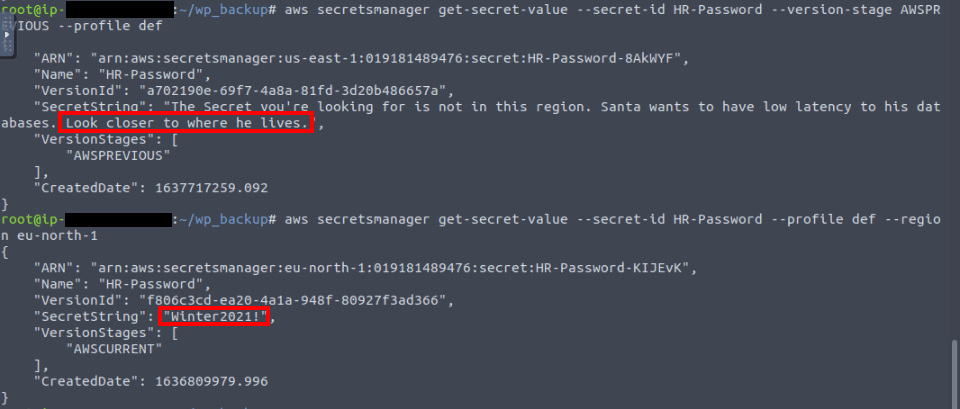 root@ip-:~/wp_backup# aws secretsmanager get-secret-value --secret-id HR-Password --version-stage AWSPR
EVIOUS --profile def
"ARN": "arn:aws:secretsmanager:us-east-1:019181489476:secret:HR-Password-8AkWYF",
"Name": "HR-Password",
"VersionId": "a702190e-69f7-4a8a-81fd-3d20b486657a",
"SecretString": "The Secret you're looking for is not in this region. Santa wants to have low latency to his dat
abases. Look closer to where he lives.",
"VersionStages": [
"AWSPREVIOUS"
],
"CreatedDate": 1637717259.092
}
root@ip-:~/wp_backup# aws secretsmanager get-secret-value --secret-id HR-Password --profile def --regio
n eu-north-1
{
"ARN": "arn:aws:secretsmanager:eu-north-1:019181489476:secret:HR-Password-KIJEvK",
"Name": "HR-Password",
"VersionId": "f806c3cd-ea20-4a1a-948f-80927f3ad366",
"SecretString": "Winter2021!",
"VersionStages": [
"AWSCURRENT"
],
"CreatedDate": 1636809979.996
}